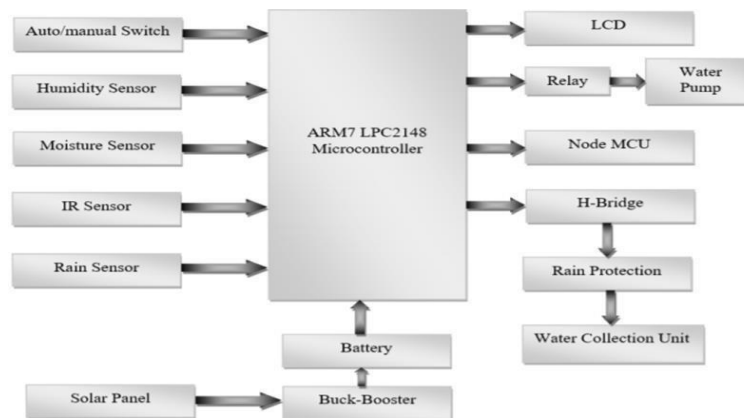 Auto/manual Switch
Humidity Sensor
Moisture Sensor
IR Sensor
Rain Sensor
ARM7 LPC2148
Microcontroller
LCD
Relay
Water
Pump
Node MCU
H-Bridge
Rain Protection
Water Collection Unit
Battery
Solar Panel
Buck-Booster